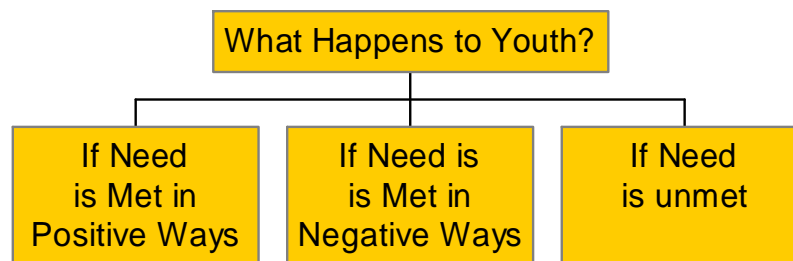 What Happens to Youth?
If Need
is Met in
Positive Ways
If Need is
is Met in
Negative Ways
If Need
is unmet